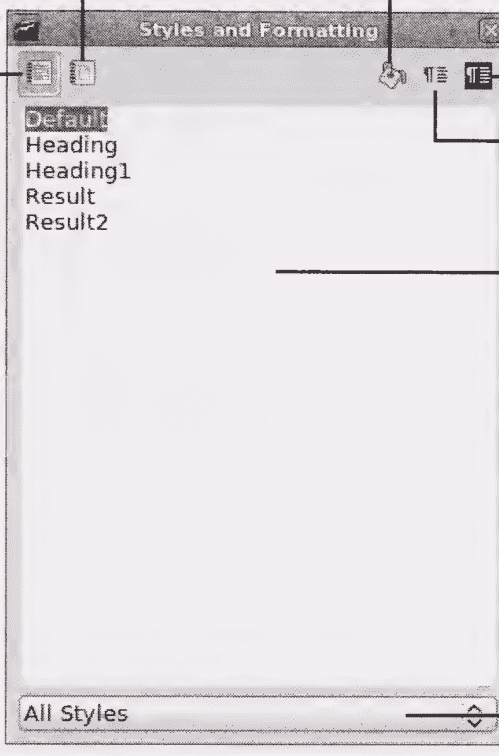 Styles and Formatting
Default
Heading
Heading1
Result
Result2
All Styles